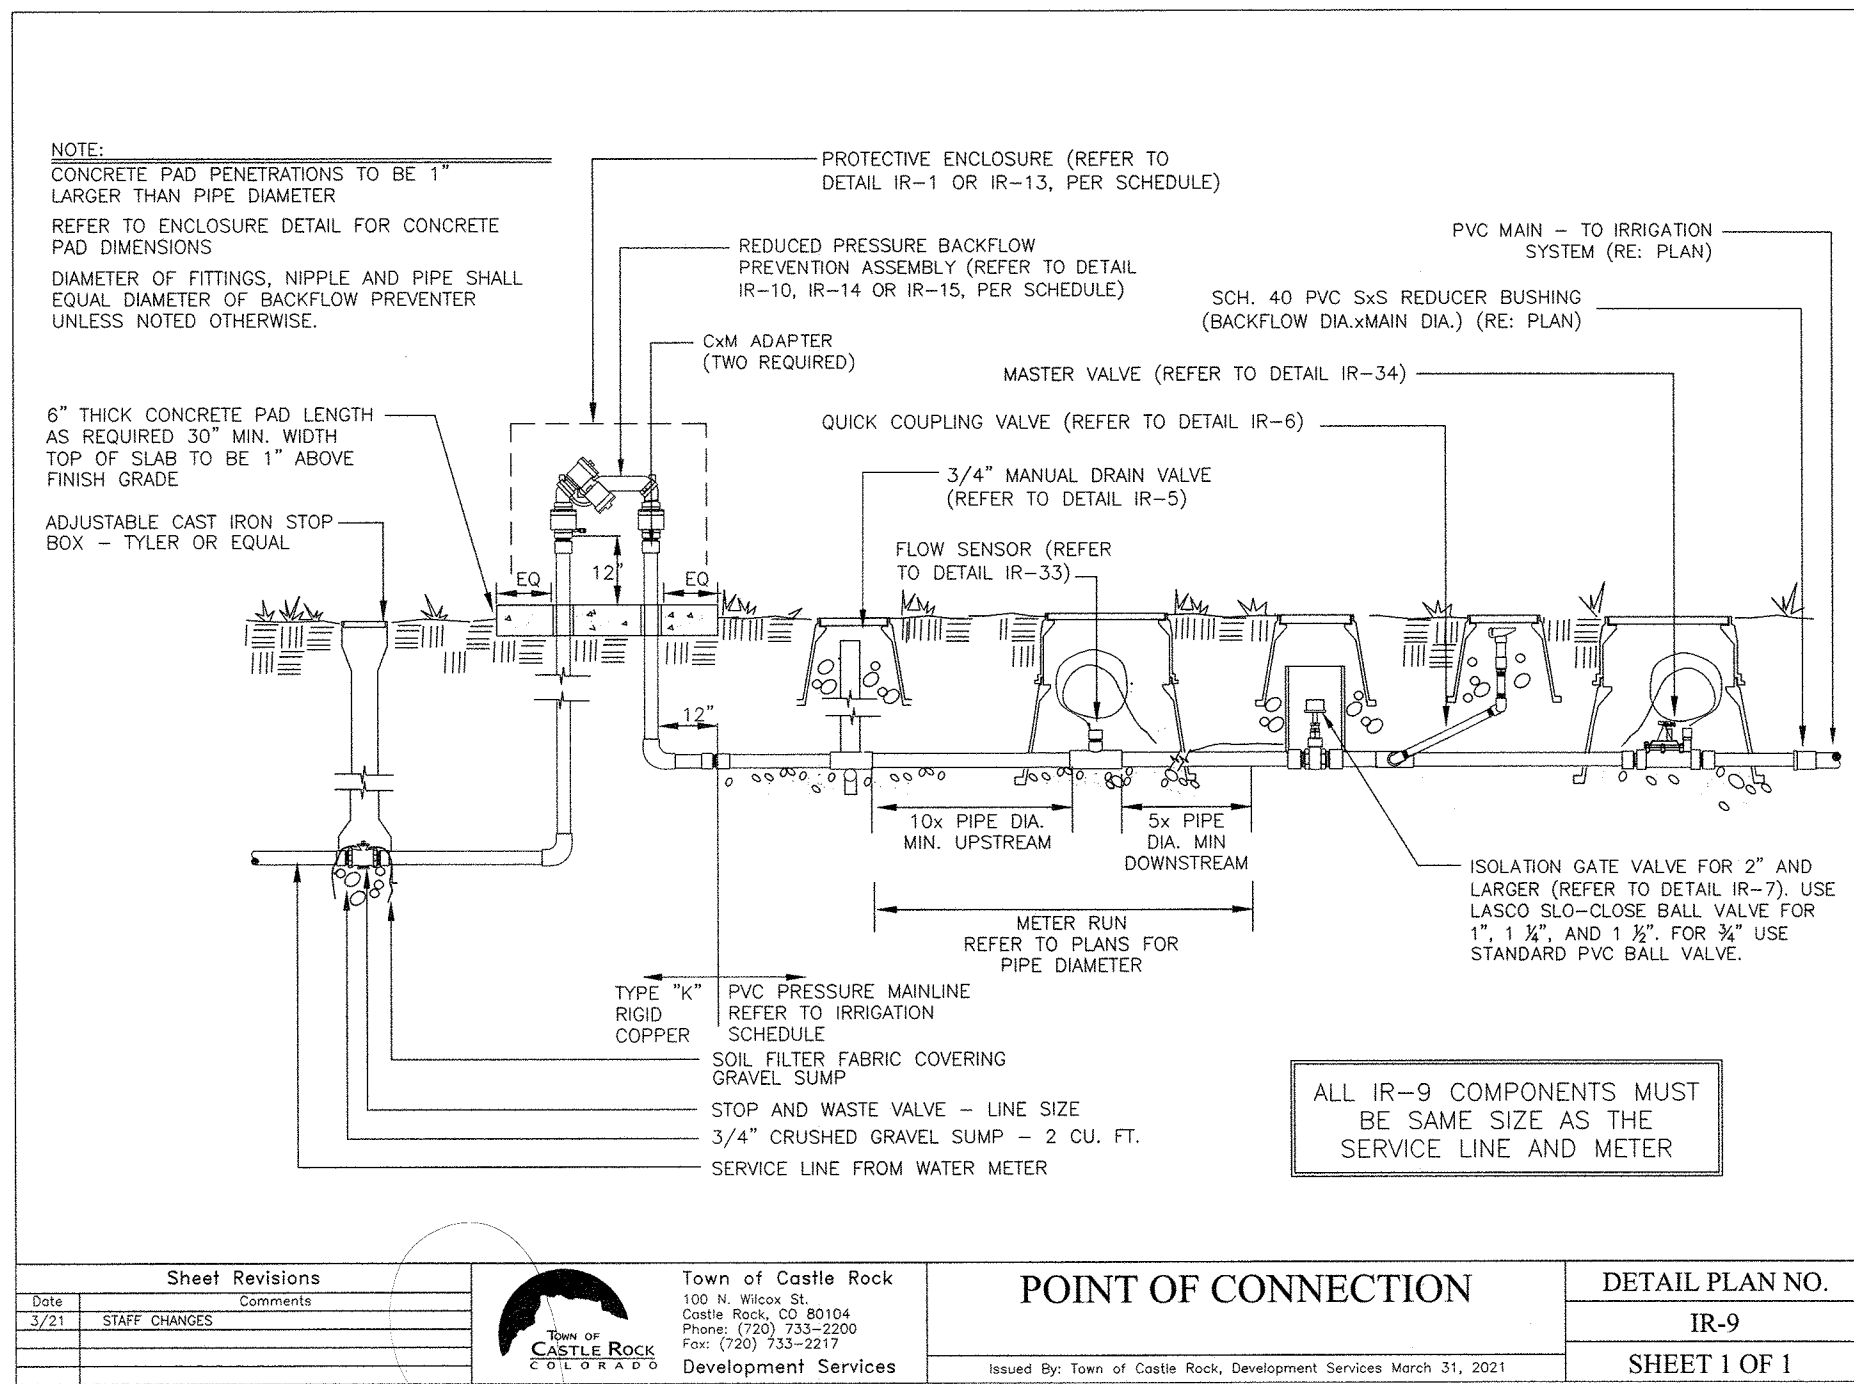 NOTE:
CONCRETE PAD PENETRATIONS TO BE 1"
LARGER THAN PIPE DIAMETER
REFER TO ENCLOSURE DETAIL FOR CONCRETE
PAD DIMENSIONS
DIAMETER OF FITTINGS, NIPPLE AND PIPE SHALL
EQUAL DIAMETER OF BACKFLOW PREVENTER
UNLESS NOTED OTHERWISE.
PROTECTIVE ENCLOSURE (REFER TO
DETAIL IR-1 OR IR-13, PER SCHEDULE)
REDUCED PRESSURE BACKFLOW
PREVENTION ASSEMBLY (REFER TO DETAIL
IR-10, IR-14 OR IR-15, PER SCHEDULE)
CxM ADAPTER
(TWO REQUIRED)
PVC MAIN - TO IRRIGATION
SYSTEM (RE: PLAN)
SCH. 40 PVC SxS REDUCER BUSHING
(BACKFLOW DIA.xMAIN DIA.) (RE: PLAN)
MASTER VALVE (REFER TO DETAIL IR-34)
QUICK COUPLING VALVE (REFER TO DETAIL IR-6)
3/4" MANUAL DRAIN VALVE
(REFER TO DETAIL IR-5)
FLOW SENSOR (REFER
TO DETAIL IR-33)
6" THICK CONCRETE PAD LENGTH
AS REQUIRED 30" MIN. WIDTH
TOP OF SLAB TO BE 1" ABOVE
FINISH GRADE
ADJUSTABLE CAST IRON STOP
BOX - TYLER OR EQUAL
EQ
12"
EQ
12"
10x PIPE DIA.
MIN. UPSTREAM
5x PIPE
DIA. MIN
DOWNSTREAM
METER RUN
REFER TO PLANS FOR
PIPE DIAMETER
ISOLATION GATE VALVE FOR 2" AND
LARGER (REFER TO DETAIL IR-7). USE
LASCO SLO-CLOSE BALL VALVE FOR
1", 1 ¼", AND 1 ½". FOR ¾" USE
STANDARD PVC BALL VALVE.
TYPE "K"
RIGID
COPPER
PVC PRESSURE MAINLINE
REFER TO IRRIGATION
SCHEDULE
SOIL FILTER FABRIC COVERING
GRAVEL SUMP
STOP AND WASTE VALVE - LINE SIZE
3/4" CRUSHED GRAVEL SUMP - 2 CU. FT.
SERVICE LINE FROM WATER METER
ALL IR-9 COMPONENTS MUST
BE SAME SIZE AS THE
SERVICE LINE AND METER
Sheet Revisions
Date Comments
3/21 STAFF CHANGES
TOWN OF
CASTLE ROCK
COLORADO
Town of Castle Rock
100 N. Wilcox St.
Castle Rock, CO 80104
Phone: (720) 733-2200
Fax: (720) 733-2217
Development Services
POINT OF CONNECTION
Issued By: Town of Castle Rock, Development Services March 31, 2021
DETAIL PLAN NO.
IR-9
SHEET 1 OF 1